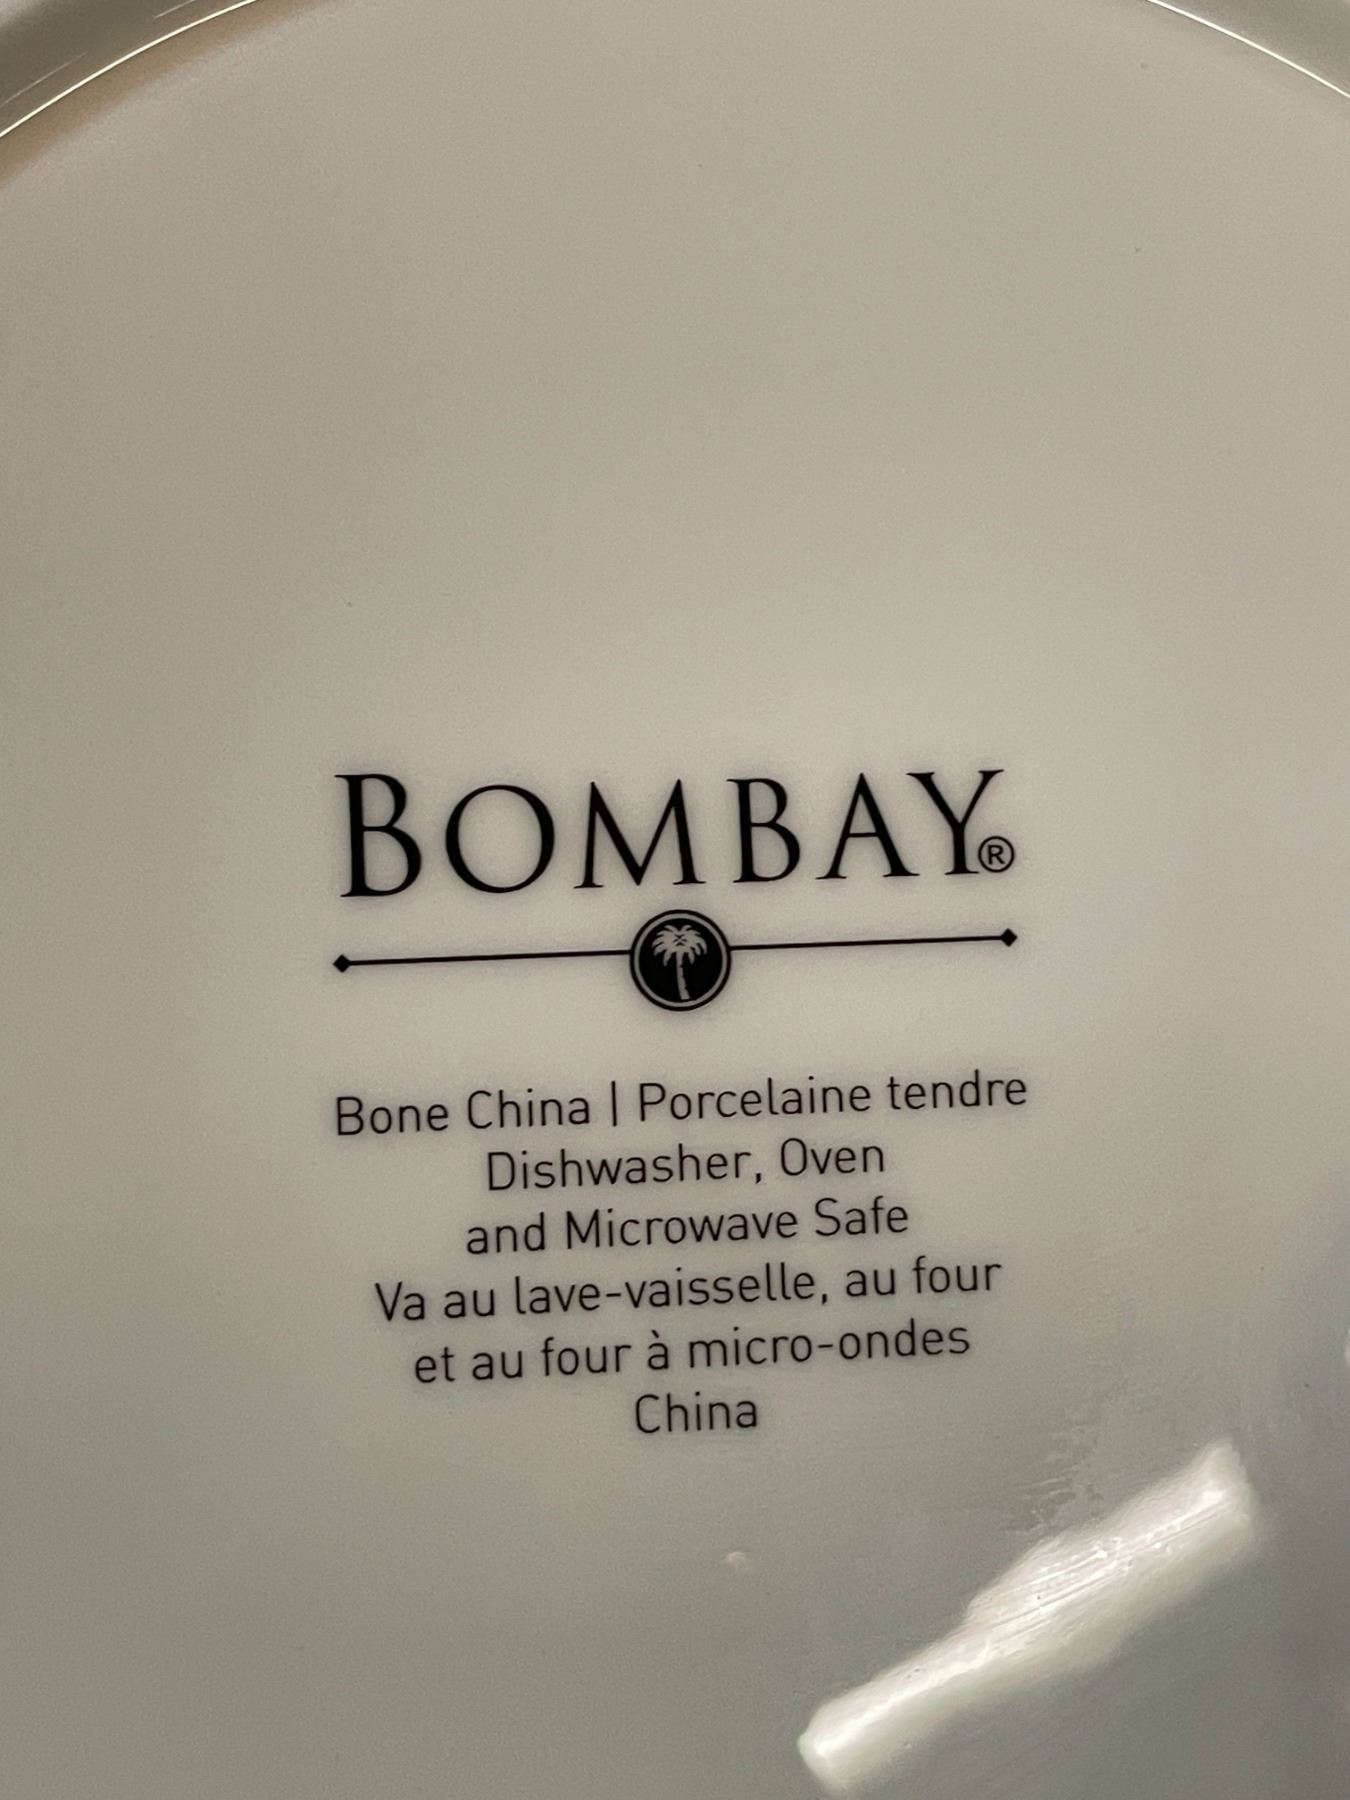 BOMBAY®
Bone China | Porcelaine tendre
Dishwasher, Oven
and Microwave Safe
Va au lave-vaisselle, au four
et au four à micro-ondes
China